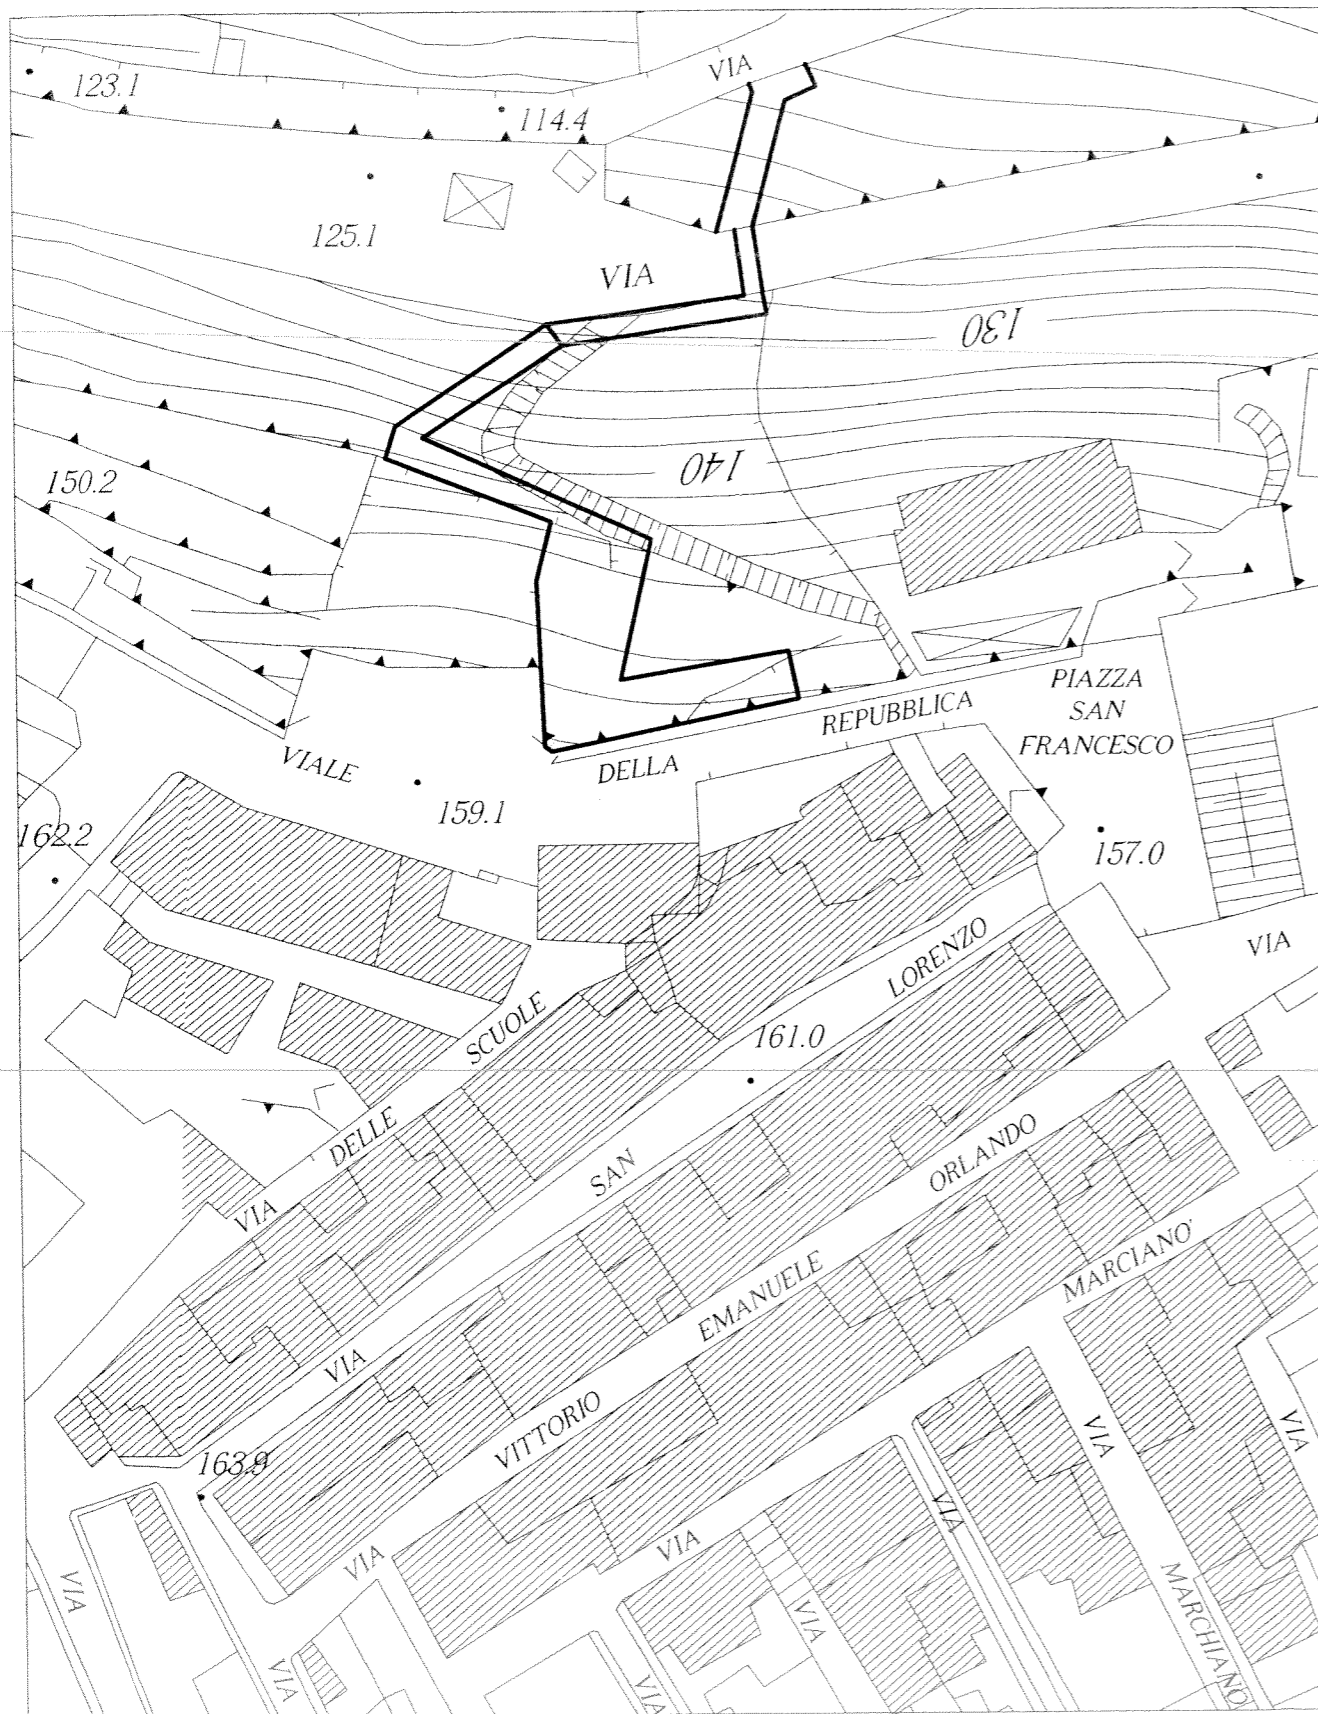 VIA
123.1
114.4
125.1
VIA
130
140
150.2
PIAZZA
SAN
FRANCESCO
VIALE DELLA REPUBBLICA
159.1
162.2
157.0
VIA
VIA DELLE SCUOLE
161.0
VIA SAN LORENZO
163.9
VIA VITTORIO EMANUELE ORLANDO
VIA MARCIANO'
VIA MARCHIANO'
VIA
VIA
VIA
VIA
VIA
VIA